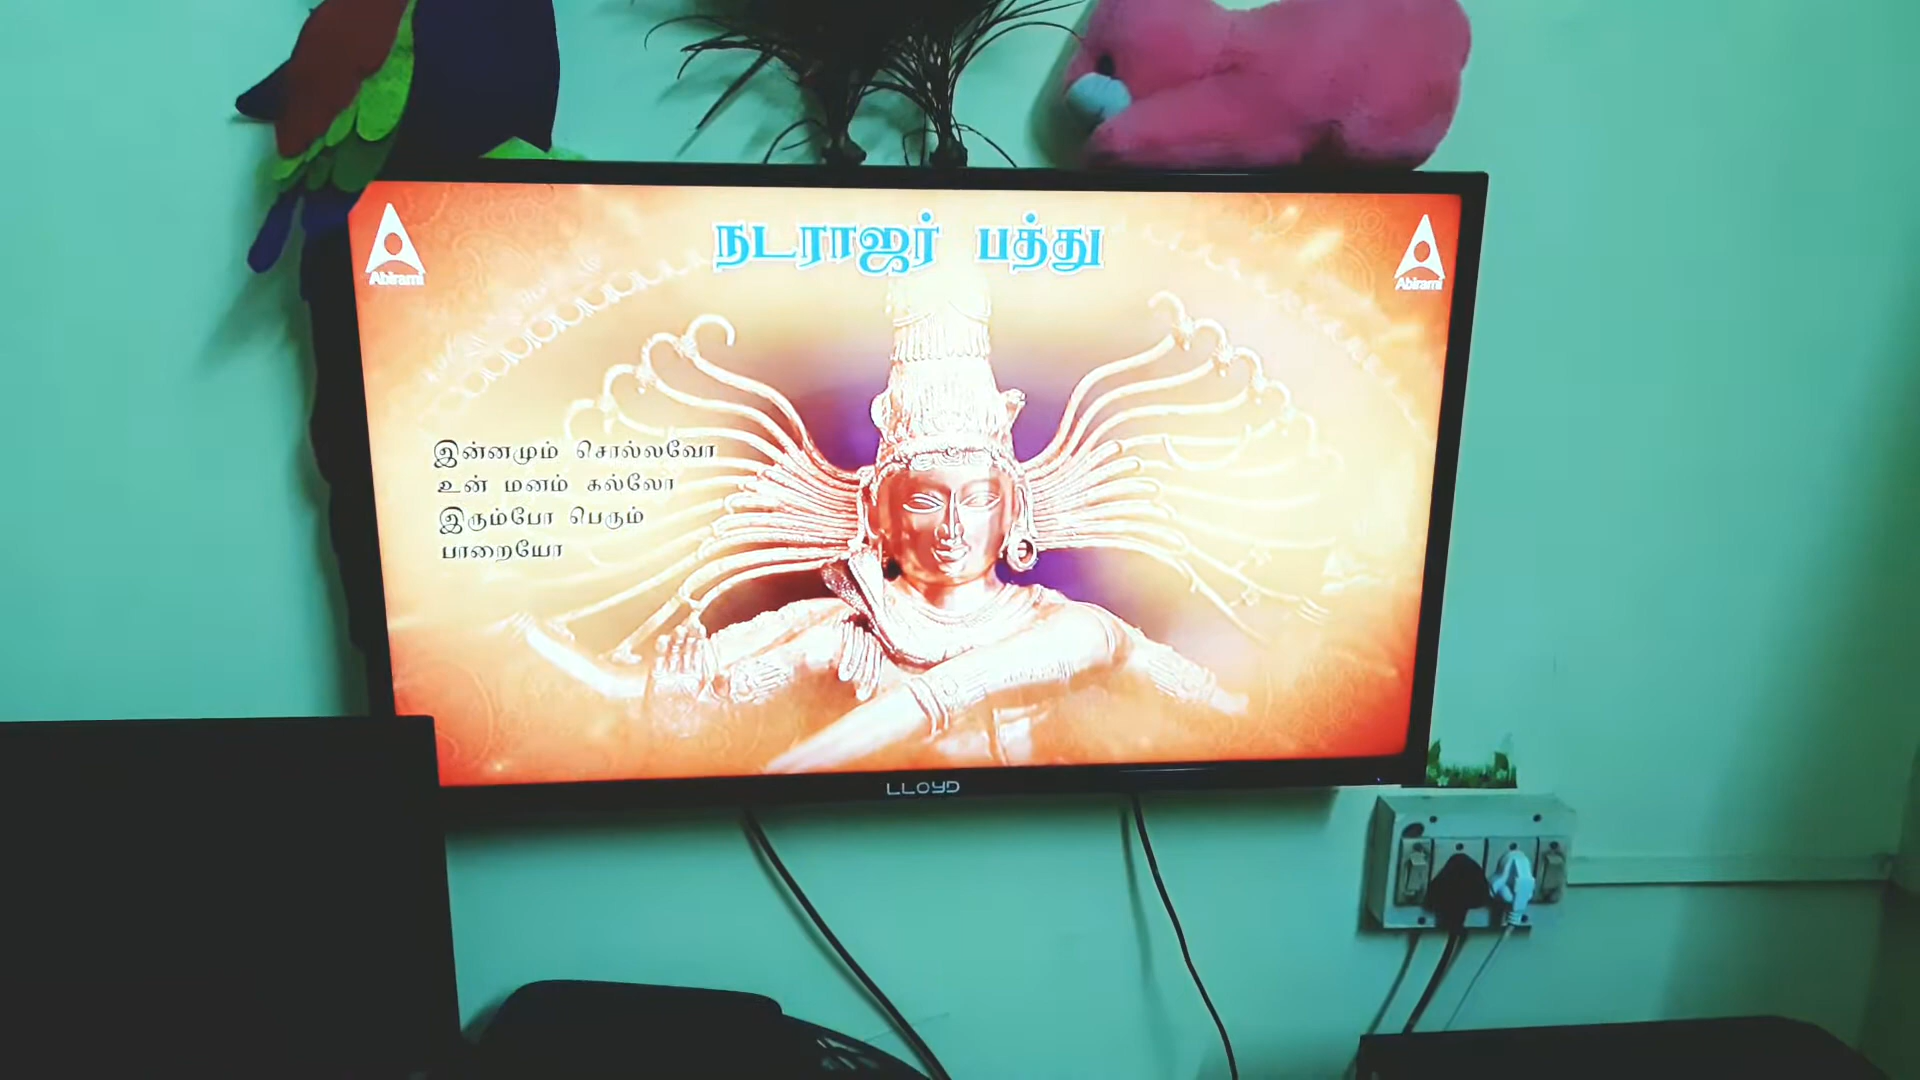 நடராஜர் பத்து
Abirami
Abirami
இன்னமும் சொல்லவோ
உன் மனம் கல்லோ
இரும்போ பெரும்
பாறையோ
LLOYD